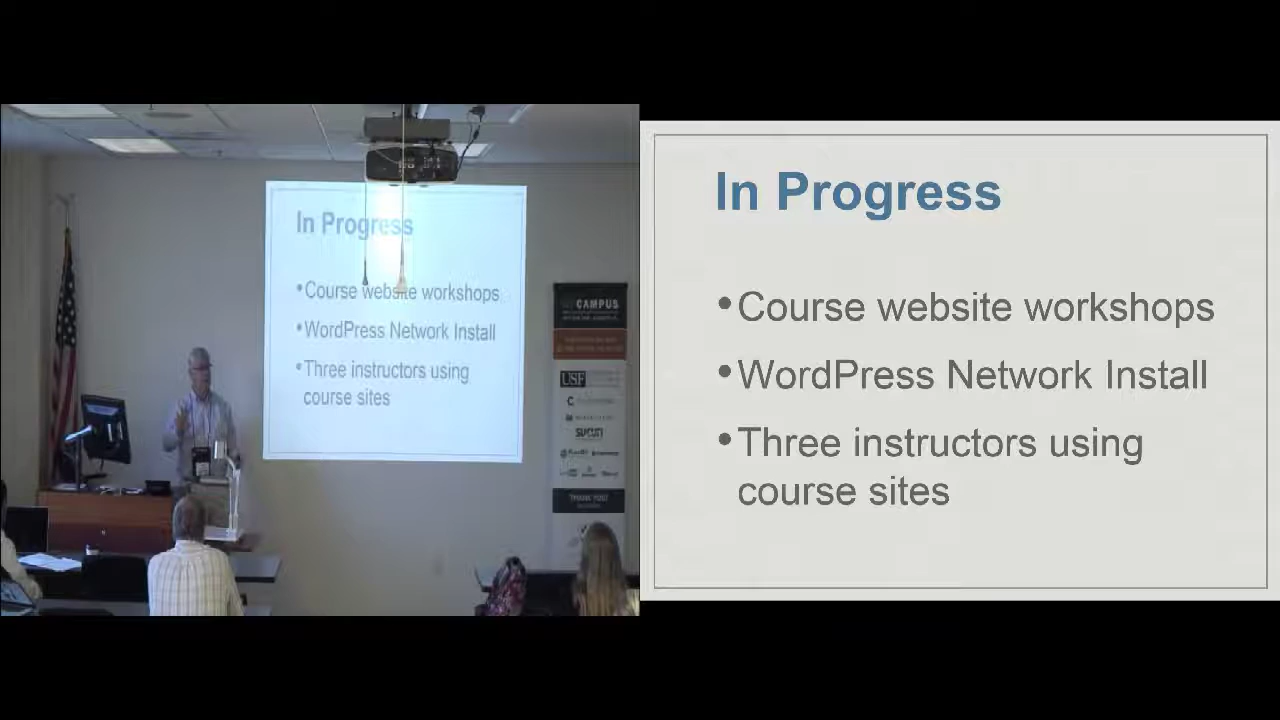 In Progress
•Course website workshops
•WordPress Network Install
•Three instructors using
course sites
CAMPUS
USF
SUCURI
THANK YOU!
In Progress
•Course website workshops
•WordPress Network Install
•Three instructors using
course sites